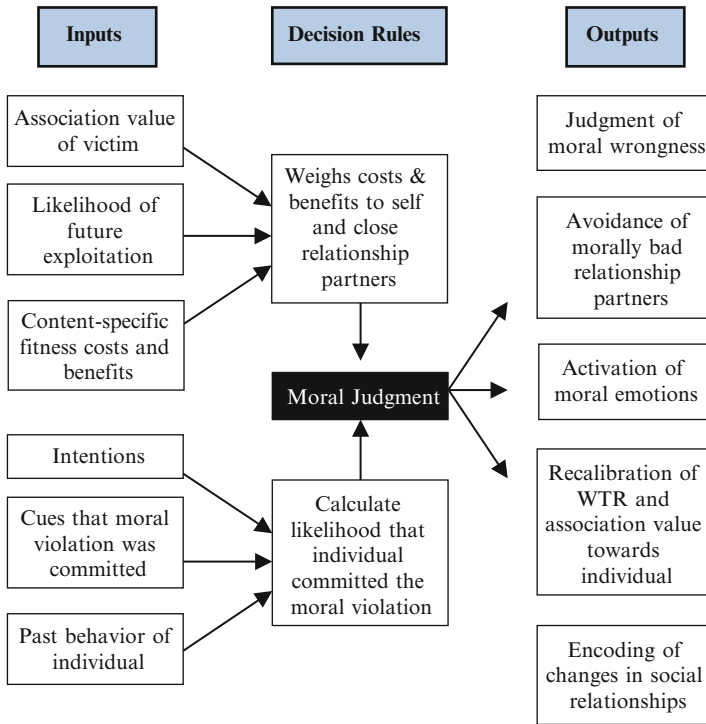 Inputs
Decision Rules
Outputs
Association value
of victim
Likelihood of
future
exploitation
Content-specific
fitness costs and
benefits
Intentions
Cues that moral
violation was
committed
Past behavior of
individual
Weighs costs &
benefits to self
and close
relationship
partners
Moral Judgment
Calculate
likelihood that
individual
committed the
moral violation
Judgment of
moral wrongness
Avoidance of
morally bad
relationship
partners
Activation of
moral emotions
Recalibration of
WTR and
association value
towards
individual
Encoding of
changes in social
relationships